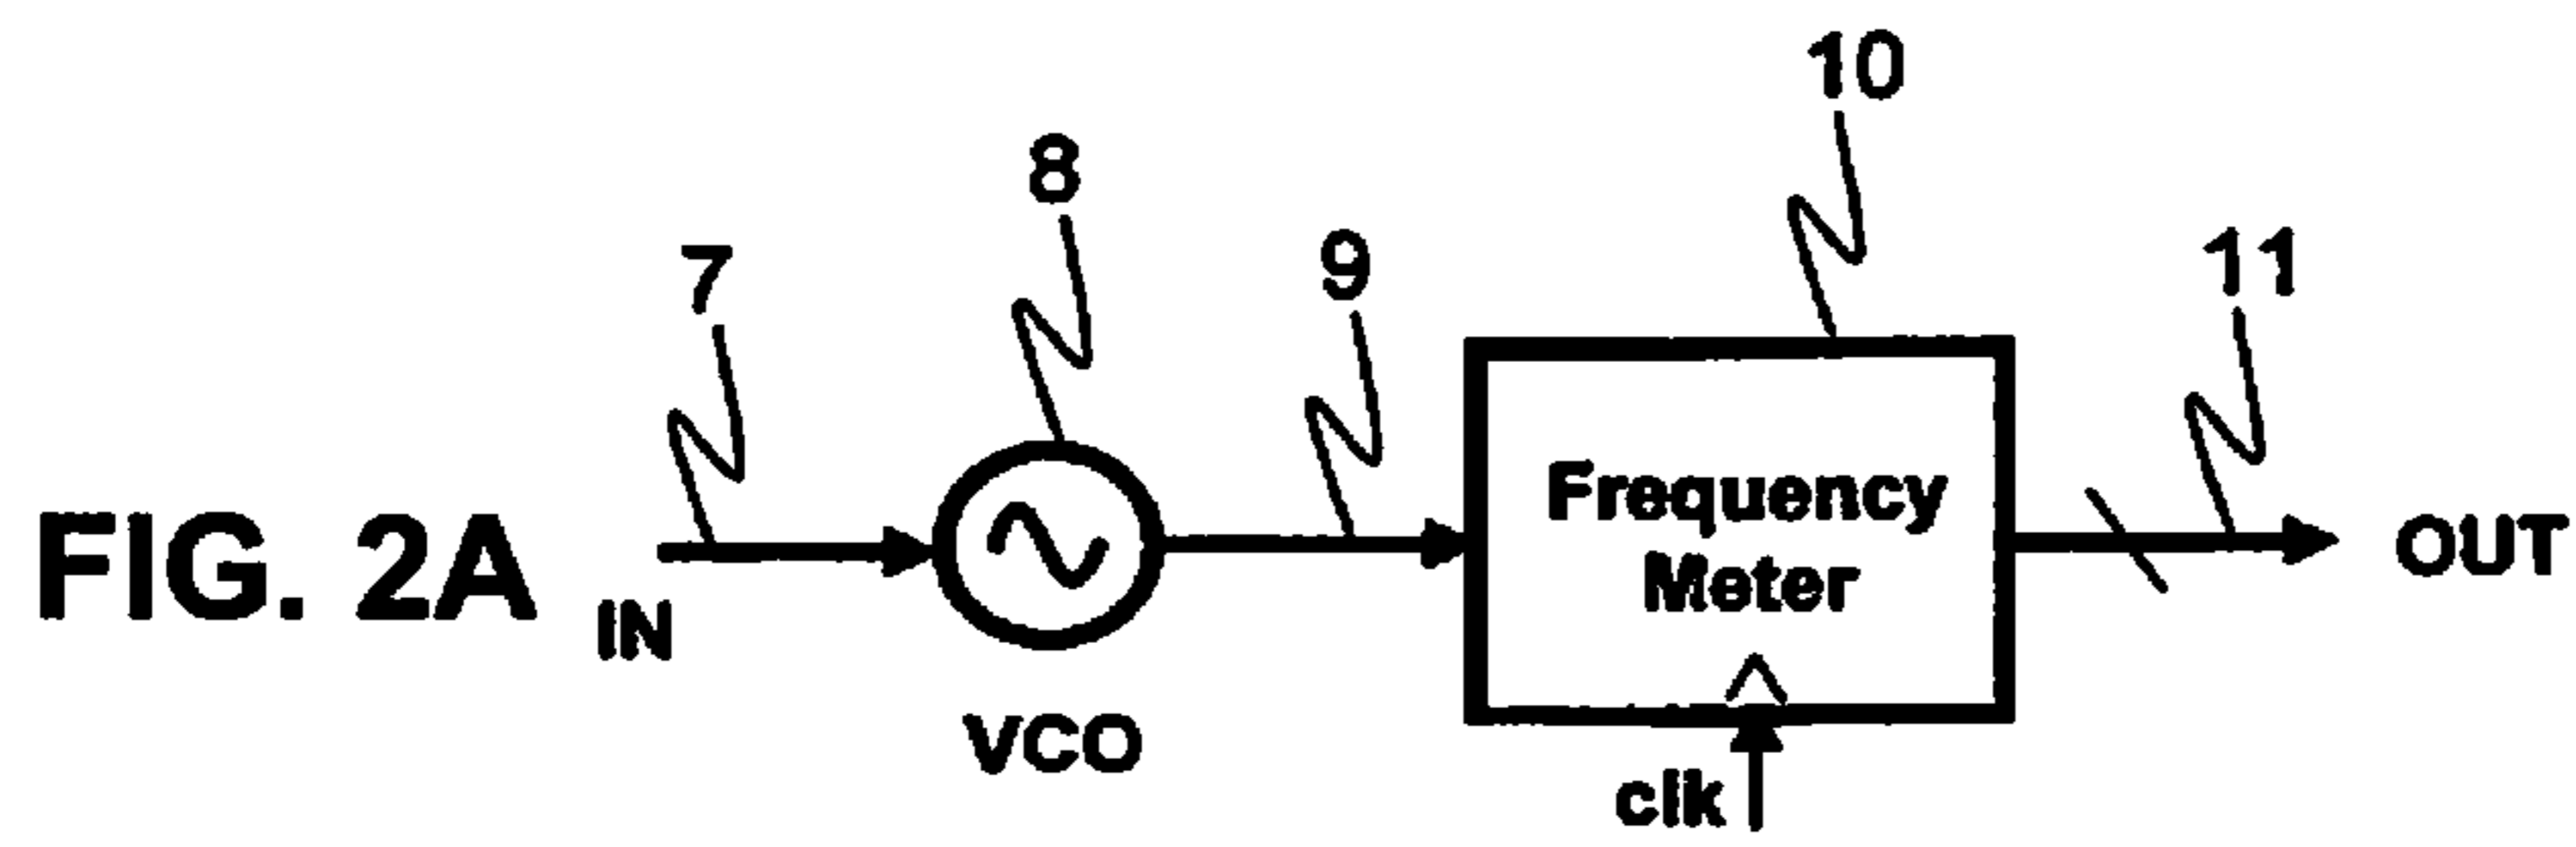 10
8
7
9
11
Frequency
Meter
FIG. 2A
IN
OUT
VCO
clk